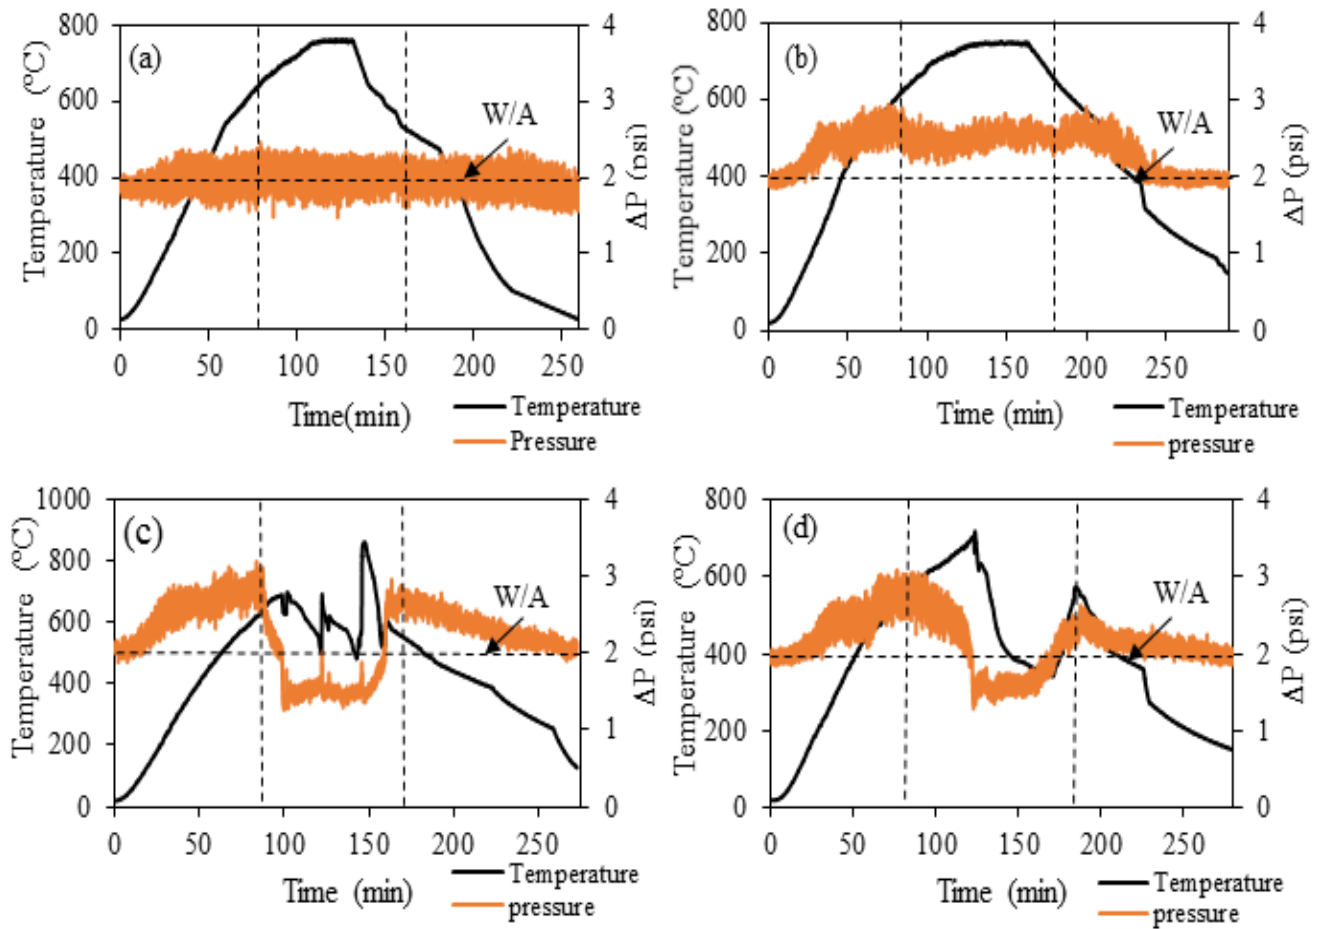 (a)
Temperature (ºC)
800
600
400
200
0
4
3
2
1
0
ΔP (psi)
W/A
0 50 100 150 200 250
Time(min)
Temperature
Pressure
(b)
Temperature (ºC)
800
600
400
200
0
4
3
2
1
0
ΔP (psi)
W/A
0 50 100 150 200 250
Time (min)
Temperature
pressure
(c)
Temperature (ºC)
1000
800
600
400
200
0
4
3
2
1
0
ΔP (psi)
W/A
0 50 100 150 200 250
Time (min)
Temperature
pressure
(d)
Temperature (ºC)
800
600
400
200
0
4
3
2
1
0
ΔP (psi)
W/A
0 50 100 150 200 250
Time (min)
Temperature
pressure